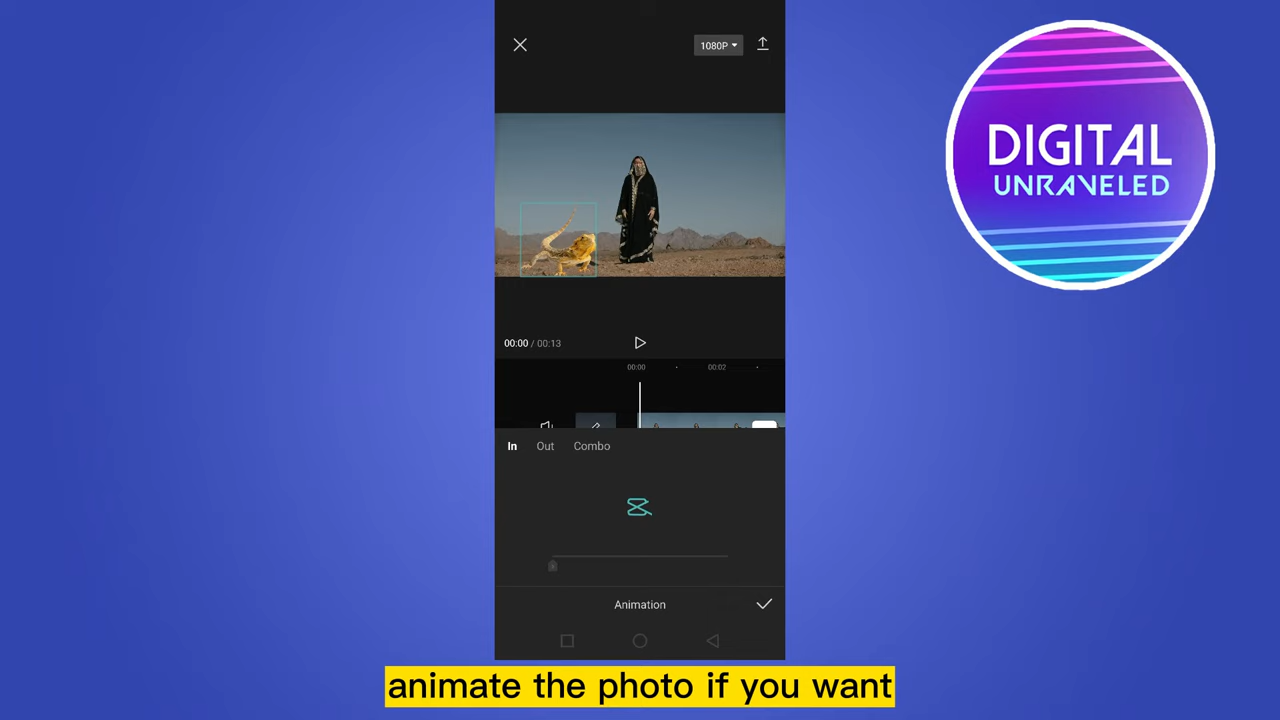 1080P
DIGITAL
UNRAVELED
00:00 / 00:13
00:00
00:02
In
Out
Combo
Animation
animate the photo if you want